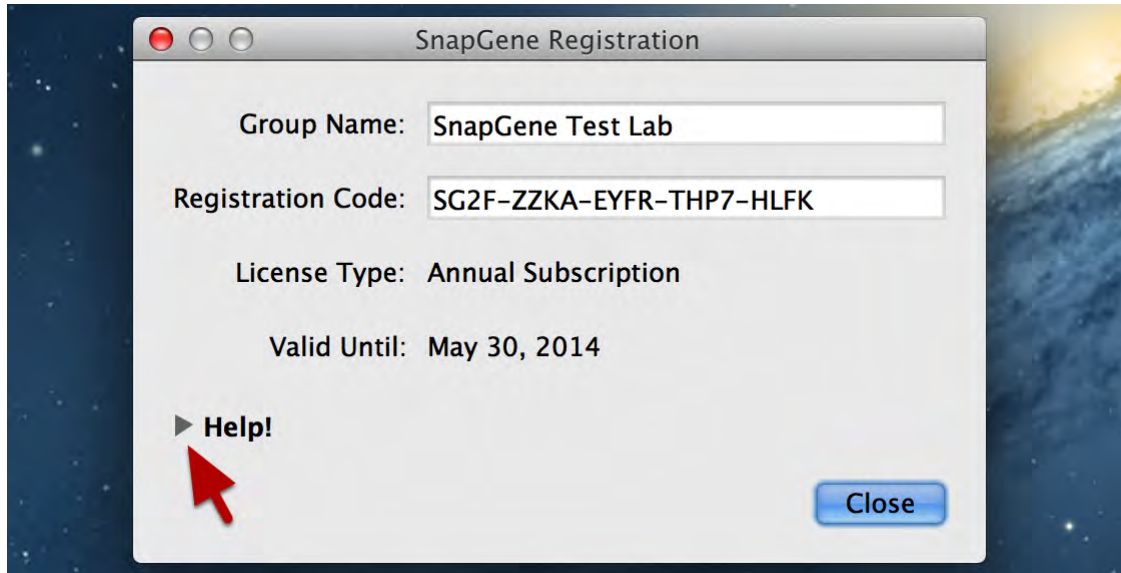 SnapGene Registration
Group Name: SnapGene Test Lab
Registration Code: SG2F-ZZKA-EYFR-THP7-HLFK
License Type: Annual Subscription
Valid Until: May 30, 2014
Help!
Close